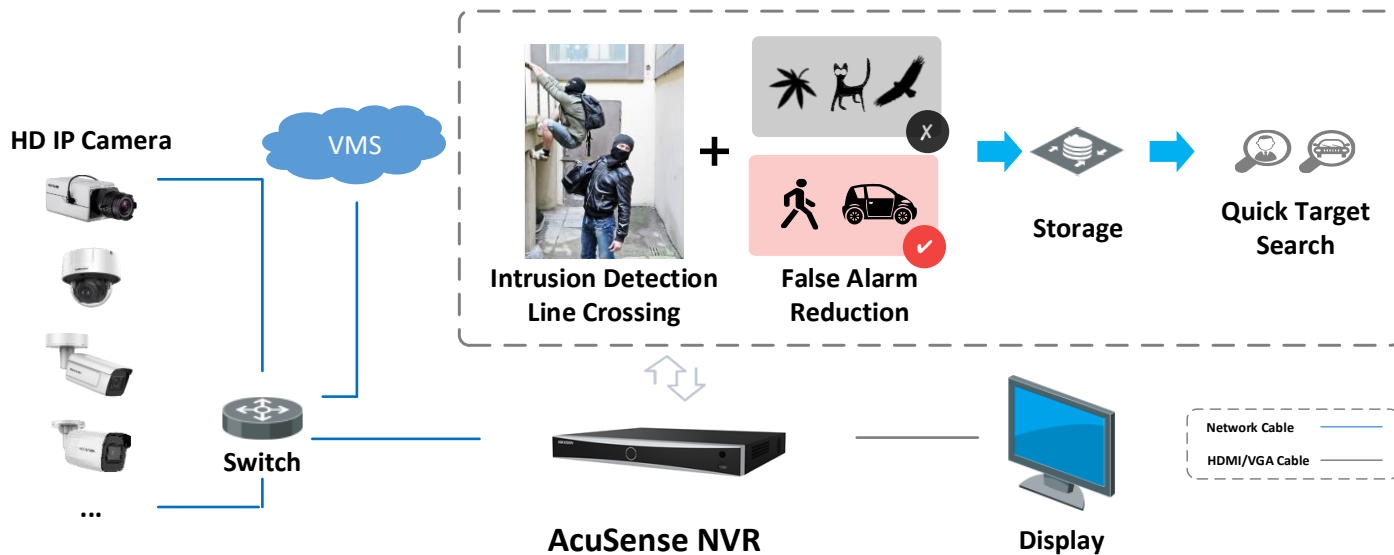 HD IP Camera
VMS
Intrusion Detection
Line Crossing
+
False Alarm
Reduction
Storage
Quick Target
Search
Switch
...
AcuSense NVR
Display
Network Cable
HDMI/VGA Cable
HIKVISION